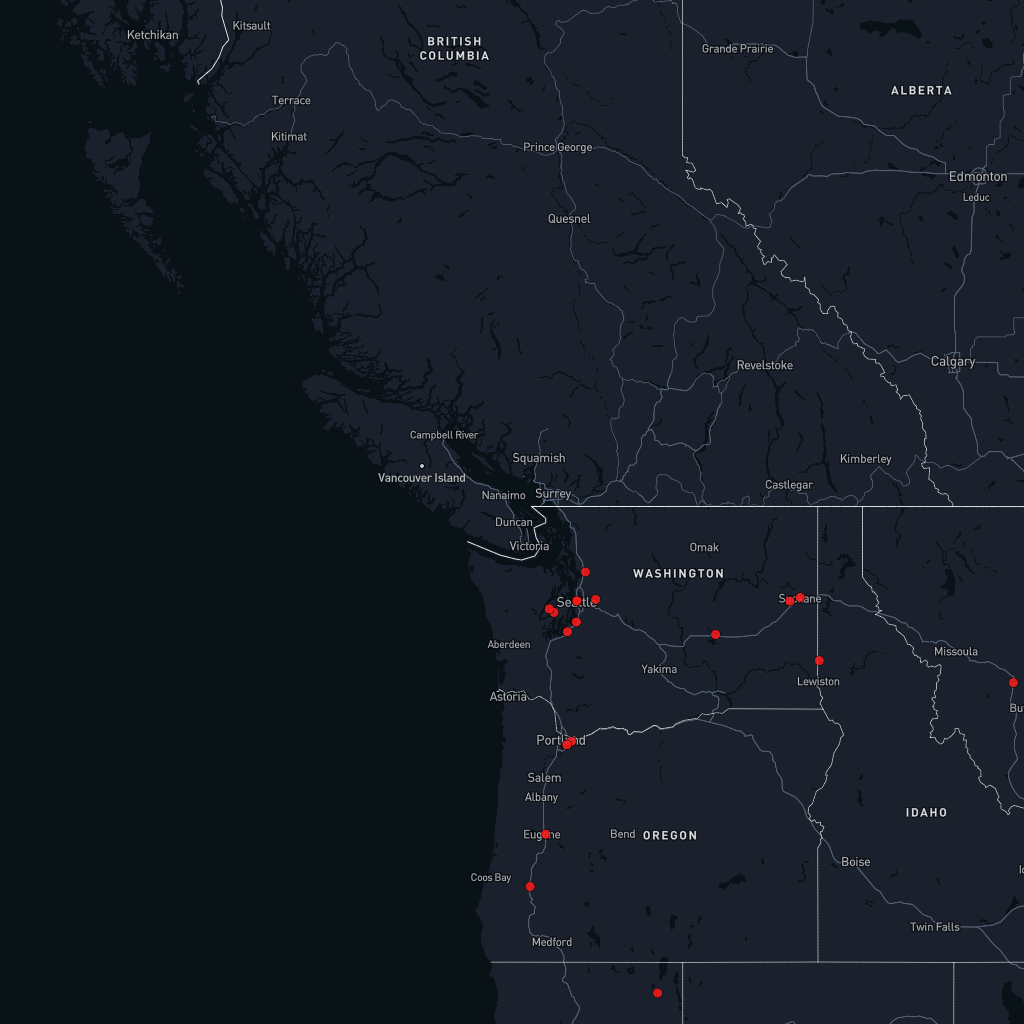 Kitsault
Ketchikan
BRITISH
COLUMBIA
Grande Prairie
ALBERTA
Terrace
Kitimat
Prince George
Edmonton
Leduc
Quesnel
Calgary
Revelstoke
Campbell River
Squamish
Kimberley
Vancouver Island
Castlegar
Nanaimo
Surrey
Duncan
Victoria
Omak
WASHINGTON
Seattle
Spokane
Aberdeen
Missoula
Yakima
Lewiston
Astoria
Bu
Portland
Salem
Albany
IDAHO
Eugene
Bend
OREGON
Boise
Coos Bay
Twin Falls
Medford